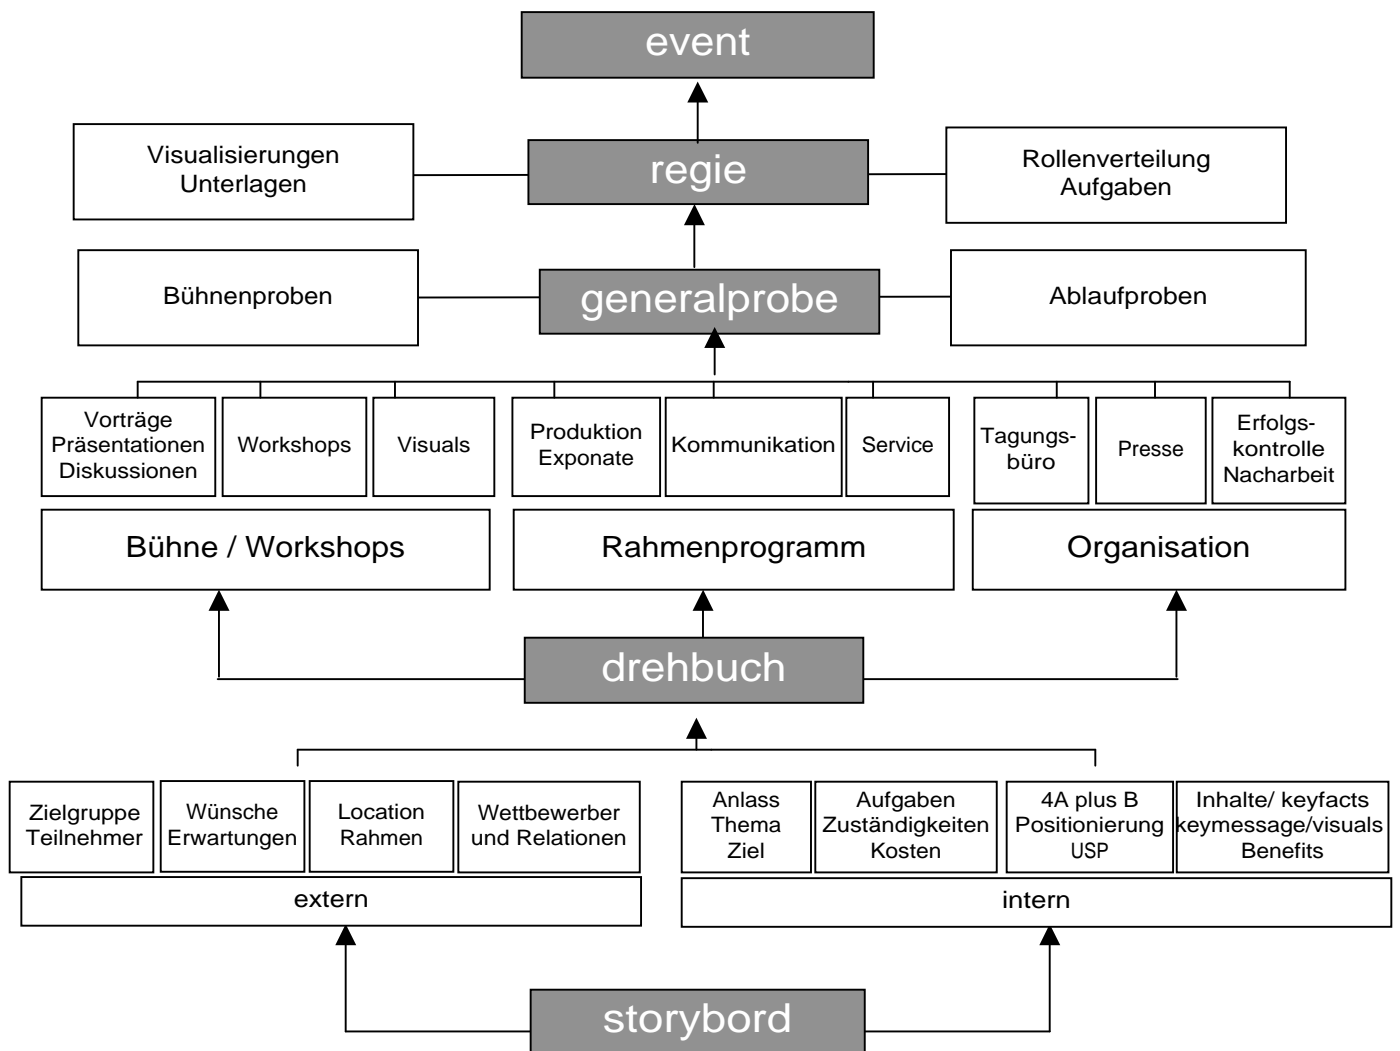 event
Visualisierungen
Unterlagen
regie
Rollenverteilung
Aufgaben
Bühnenproben
generalprobe
Ablaufproben
Vorträge
Präsentationen
Diskussionen
Workshops
Visuals
Produktion
Exponate
Kommunikation
Service
Tagungs-
büro
Presse
Erfolgs-
kontrolle
Nacharbeit
Bühne / Workshops
Rahmenprogramm
Organisation
drehbuch
Zielgruppe
Teilnehmer
Wünsche
Erwartungen
Location
Rahmen
Wettbewerber
und Relationen
Anlass
Thema
Ziel
Aufgaben
Zuständigkeiten
Kosten
4A plus B
Positionierung
USP
Inhalte/ keyfacts
keymessage/visuals
Benefits
extern
intern
storybord